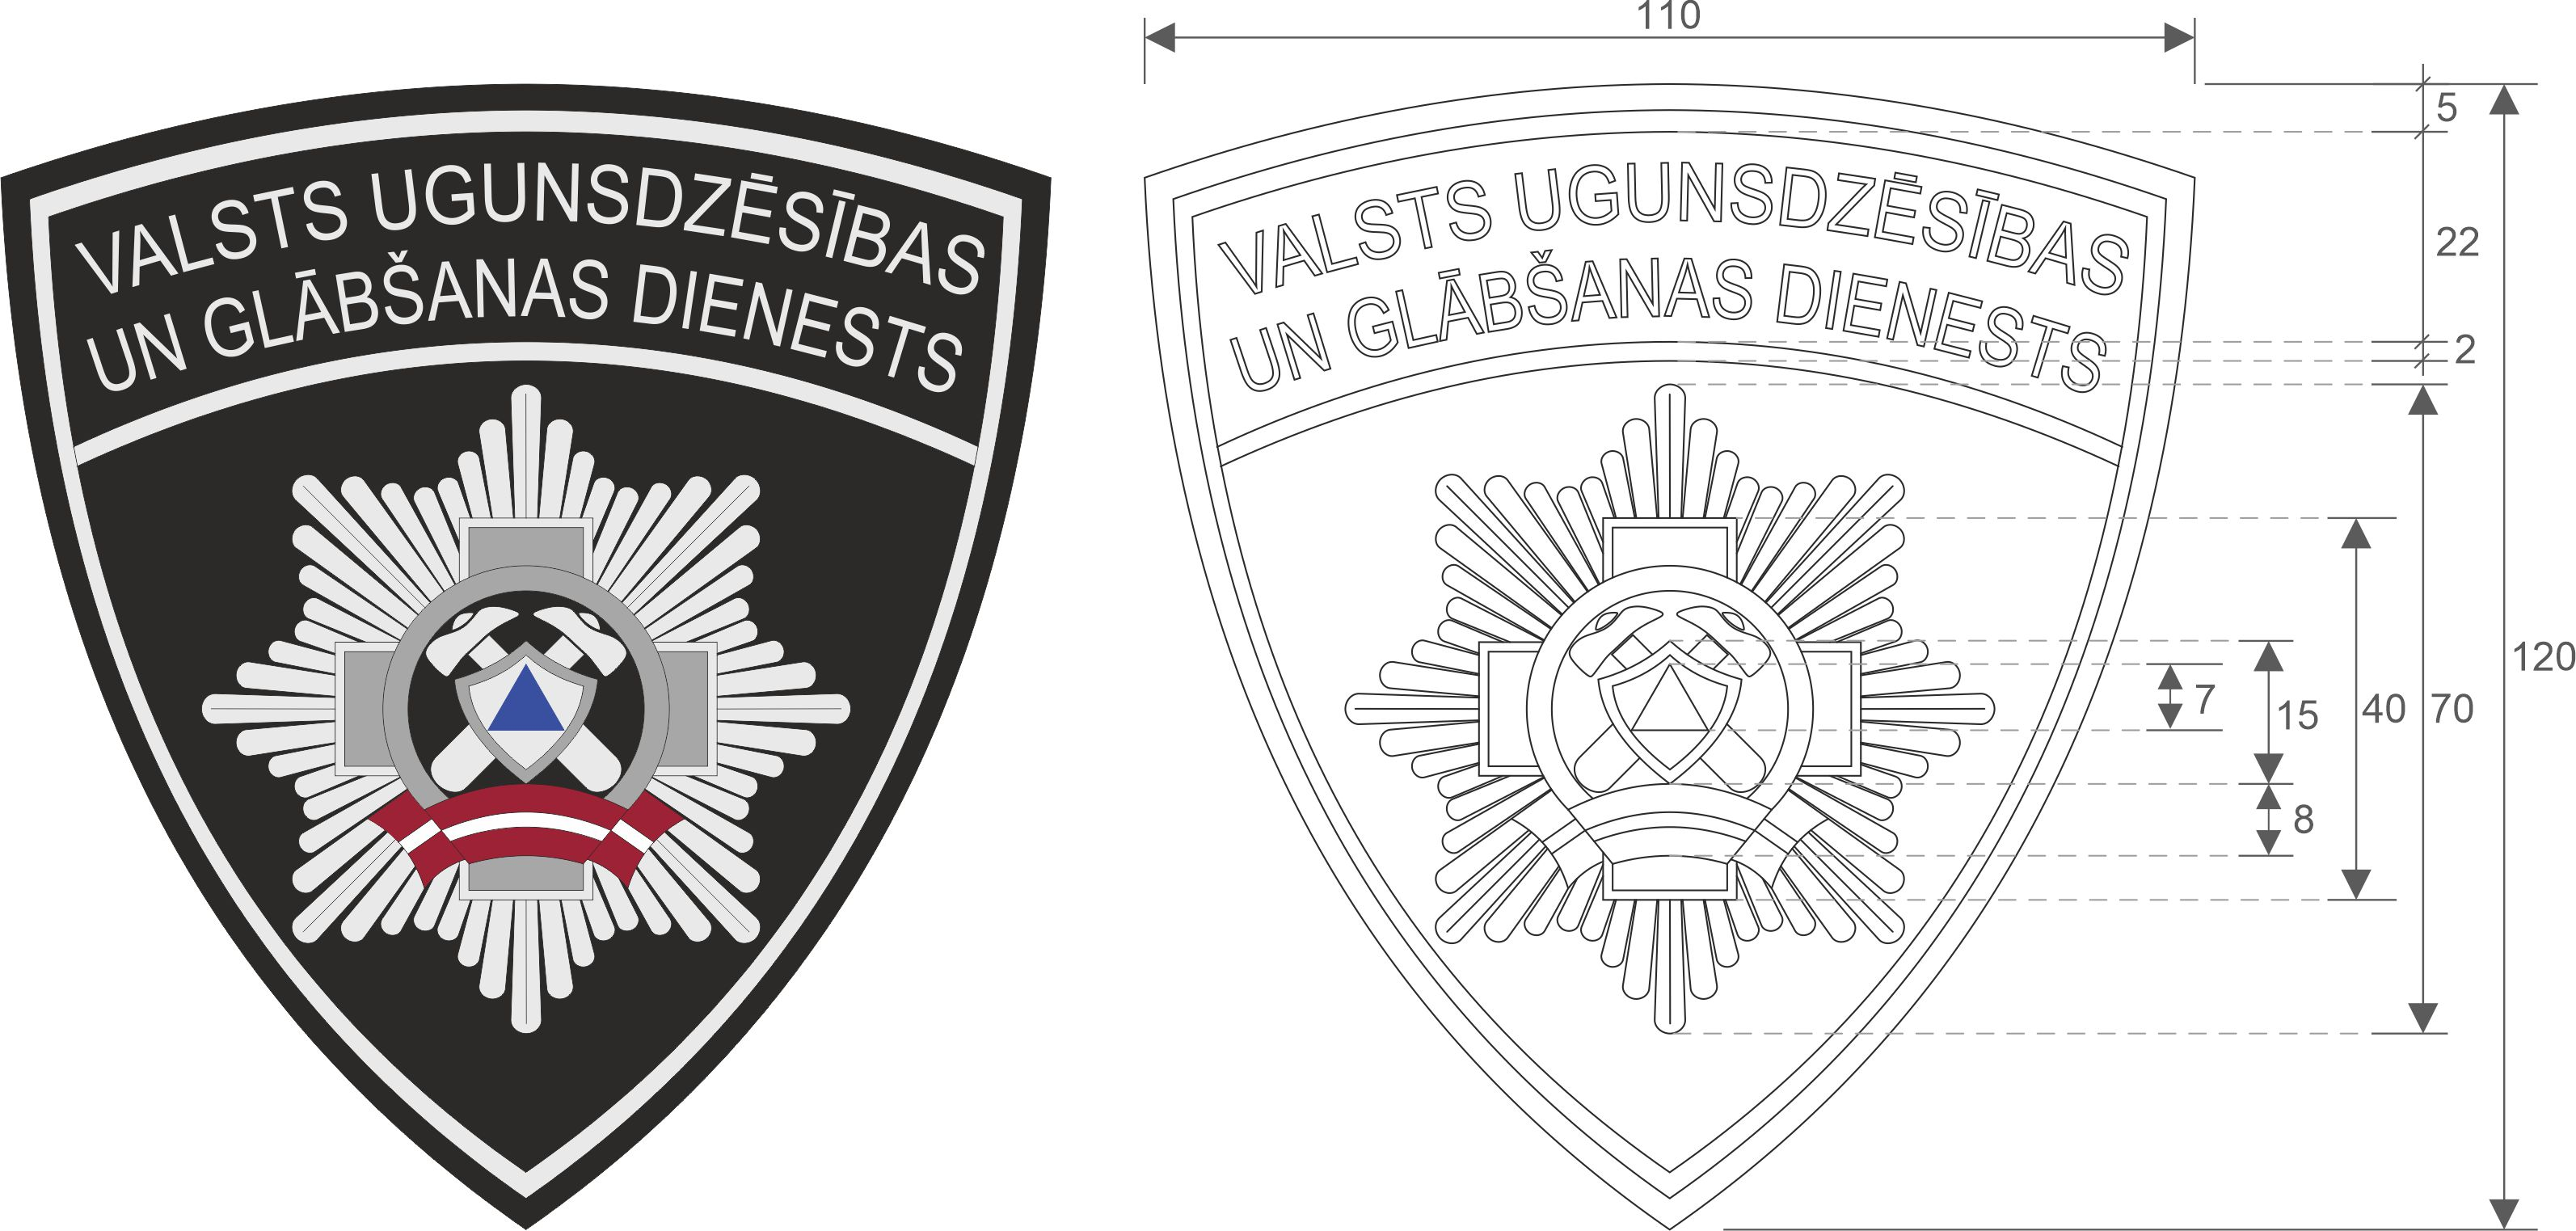 VALSTS UGUNSDZĒSĪBAS
UN GLĀBŠANAS DIENESTS
110
VALSTS UGUNSDZĒSĪBAS
UN GLĀBŠANAS DIENESTS
5
22
2
7
15
40
70
120
8